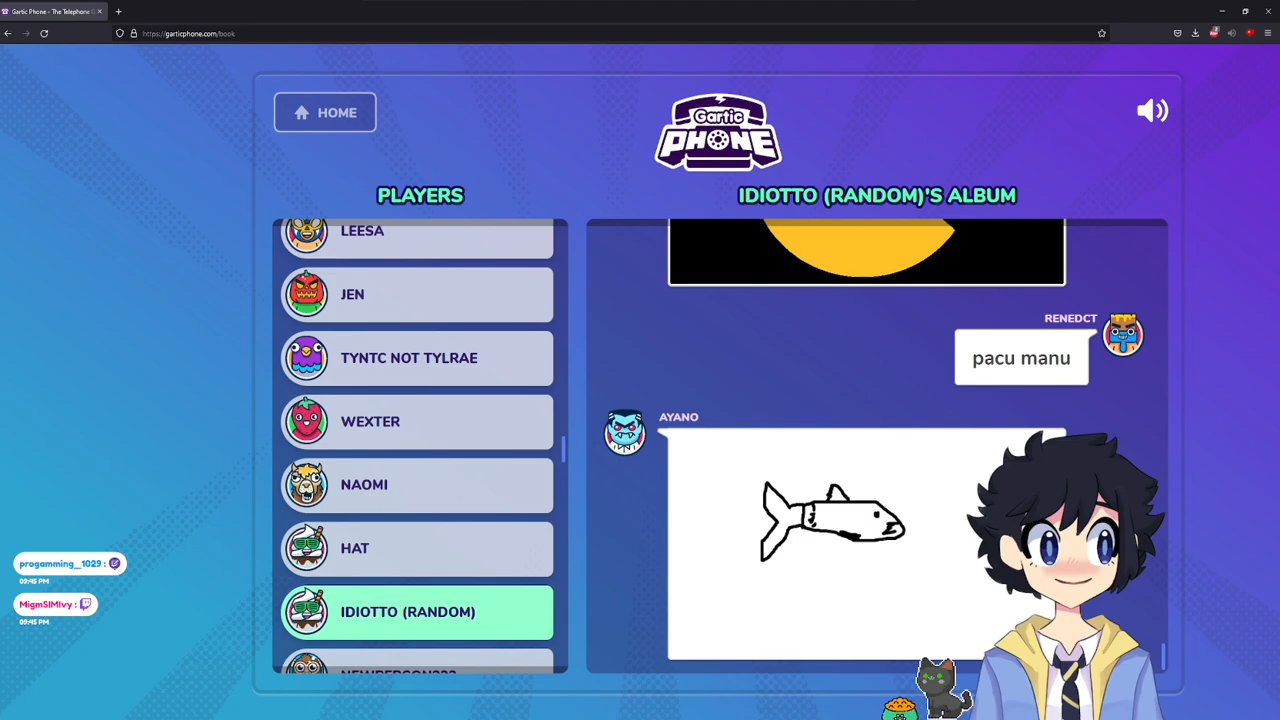 Gartic Phone - The Telephone
https://garticphone.com/book
HOME
Gartic
PHONE
PLAYERS
IDIOTTO (RANDOM)'S ALBUM
LEESA
JEN
TYNTC NOT TYLRAE
WEXTER
NAOMI
HAT
IDIOTTO (RANDOM)
RENEDCT
pacu manu
AYANO
progamming_1029 :
09:45 PM
MigmSIMIvy :
09:45 PM